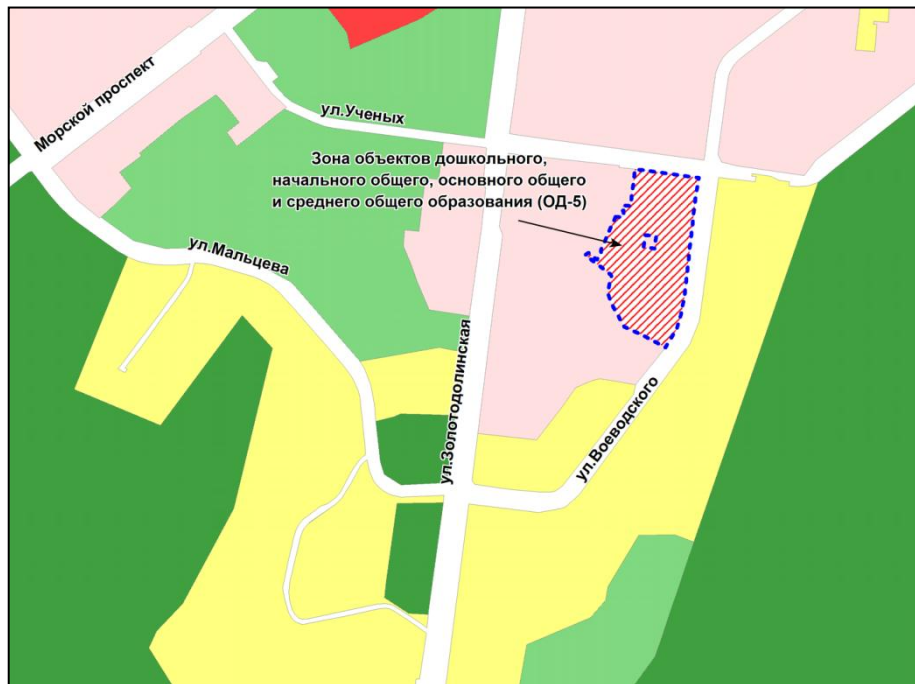 Морской проспект
ул.Ученых
Зона объектов дошкольного,
начального общего, основного общего
и среднего общего образования (ОД-5)
ул.Мальцева
ул.Золотодолинская
ул.Воеводского